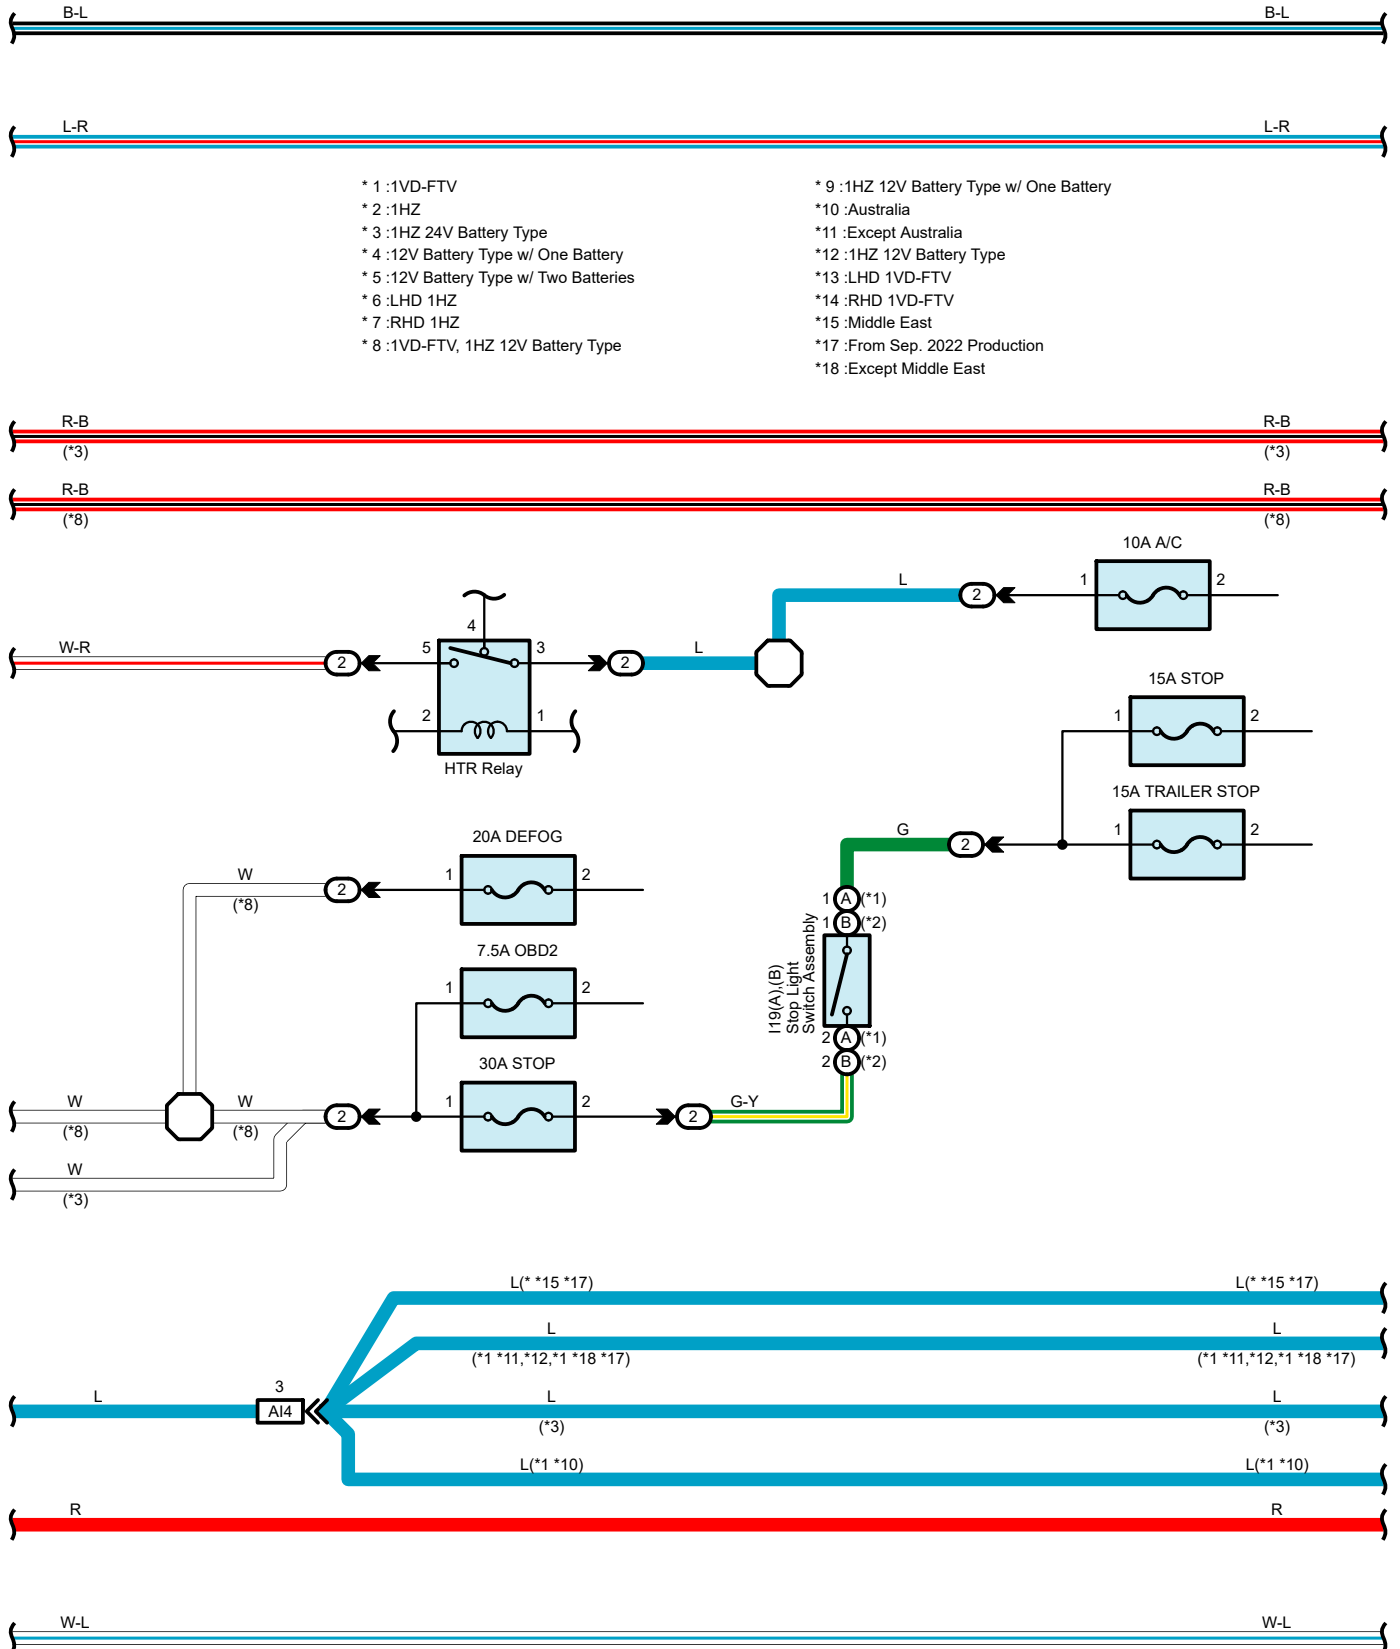 B-L B-L
L-R L-R
* 1 :1VD-FTV
* 2 :1HZ
* 3 :1HZ 24V Battery Type
* 4 :12V Battery Type w/ One Battery
* 5 :12V Battery Type w/ Two Batteries
* 6 :LHD 1HZ
* 7 :RHD 1HZ
* 8 :1VD-FTV, 1HZ 12V Battery Type
* 9 :1HZ 12V Battery Type w/ One Battery
*10 :Australia
*11 :Except Australia
*12 :1HZ 12V Battery Type
*13 :LHD 1VD-FTV
*14 :RHD 1VD-FTV
*15 :Middle East
*17 :From Sep. 2022 Production
*18 :Except Middle East
R-B R-B
(*3) (*3)
R-B R-B
(*8) (*8)
10A A/C
L 2 1 2
4
W-R 2 5 3 2 L
2 1
HTR Relay
15A STOP
1 2
15A TRAILER STOP
G 2 1 2
20A DEFOG
W 2 1 2
(*8)
1 A (*1)
1 B (*2)
I19(A),(B)
Stop Light
Switch Assembly
2 A (*1)
2 B (*2)
7.5A OBD2
1 2
30A STOP
W W 2 1 2 2 G-Y
(*8) (*8)
W
(*3)
L(* *15 *17) L(* *15 *17)
L L
(*1 *11,*12,*1 *18 *17) (*1 *11,*12,*1 *18 *17)
3
L AI4 L L
(*3) (*3)
L(*1 *10) L(*1 *10)
R R
W-L W-L